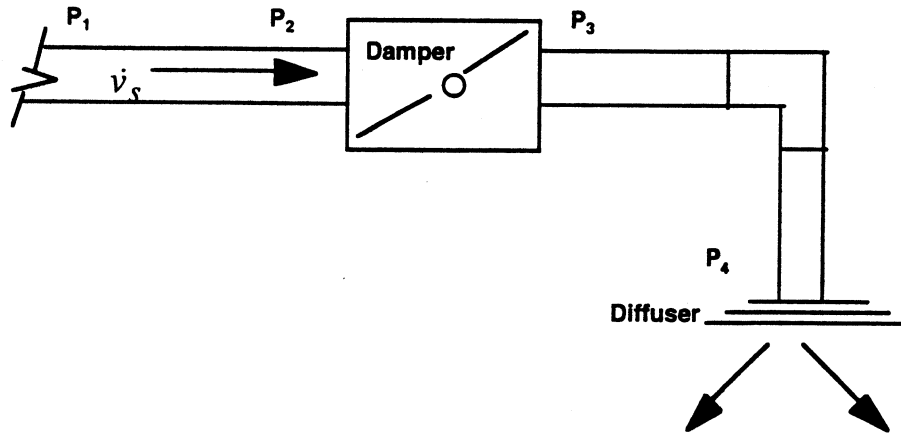 P₁
P₂
P₃
Damper
v̇ₛ
P₄
Diffuser